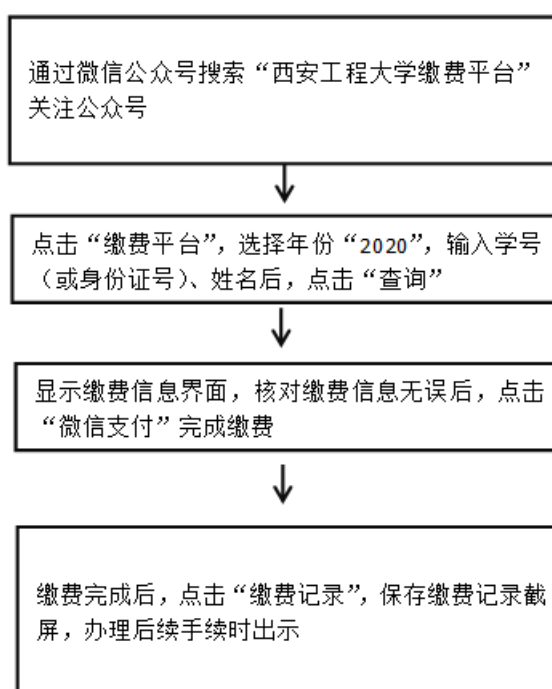 通过微信公众号搜索“西安工程大学缴费平台”
关注公众号
点击“缴费平台”，选择年份“2020”，输入学号
（或身份证号）、姓名后，点击“查询”
显示缴费信息界面，核对缴费信息无误后，点击
“微信支付”完成缴费
缴费完成后，点击“缴费记录”，保存缴费记录截
屏，办理后续手续时出示